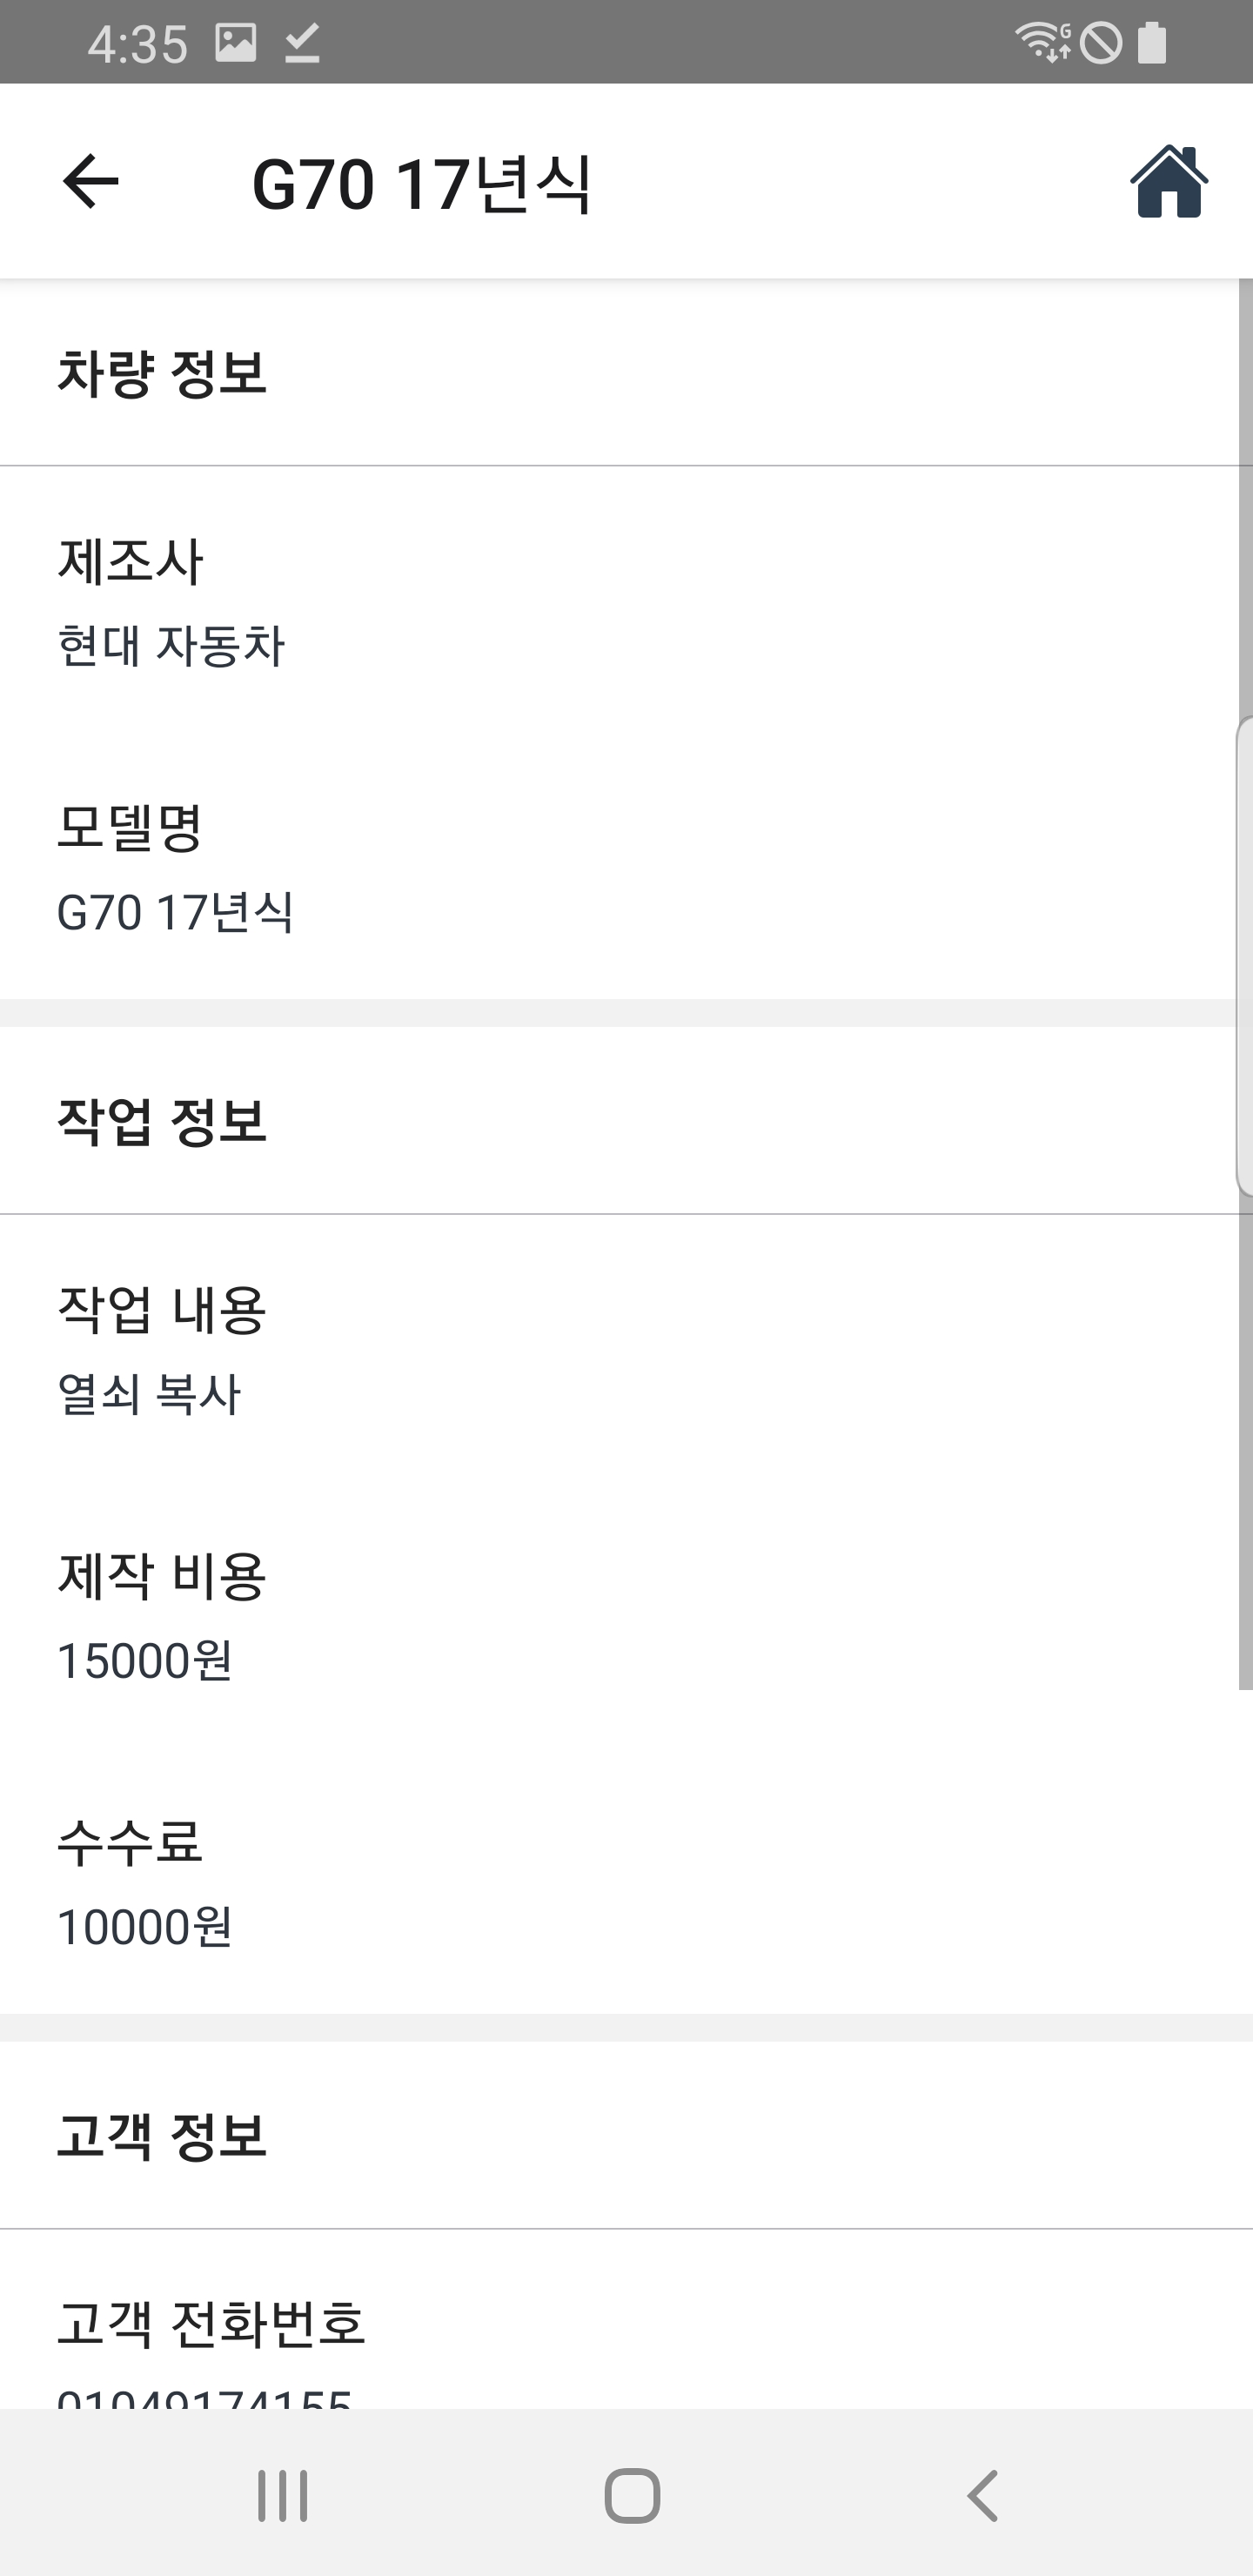 4:35
G70 17년식
차량 정보
제조사
현대 자동차
모델명
G70 17년식
작업 정보
작업 내용
열쇠 복사
제작 비용
15000원
수수료
10000원
고객 정보
고객 전화번호
01049174155